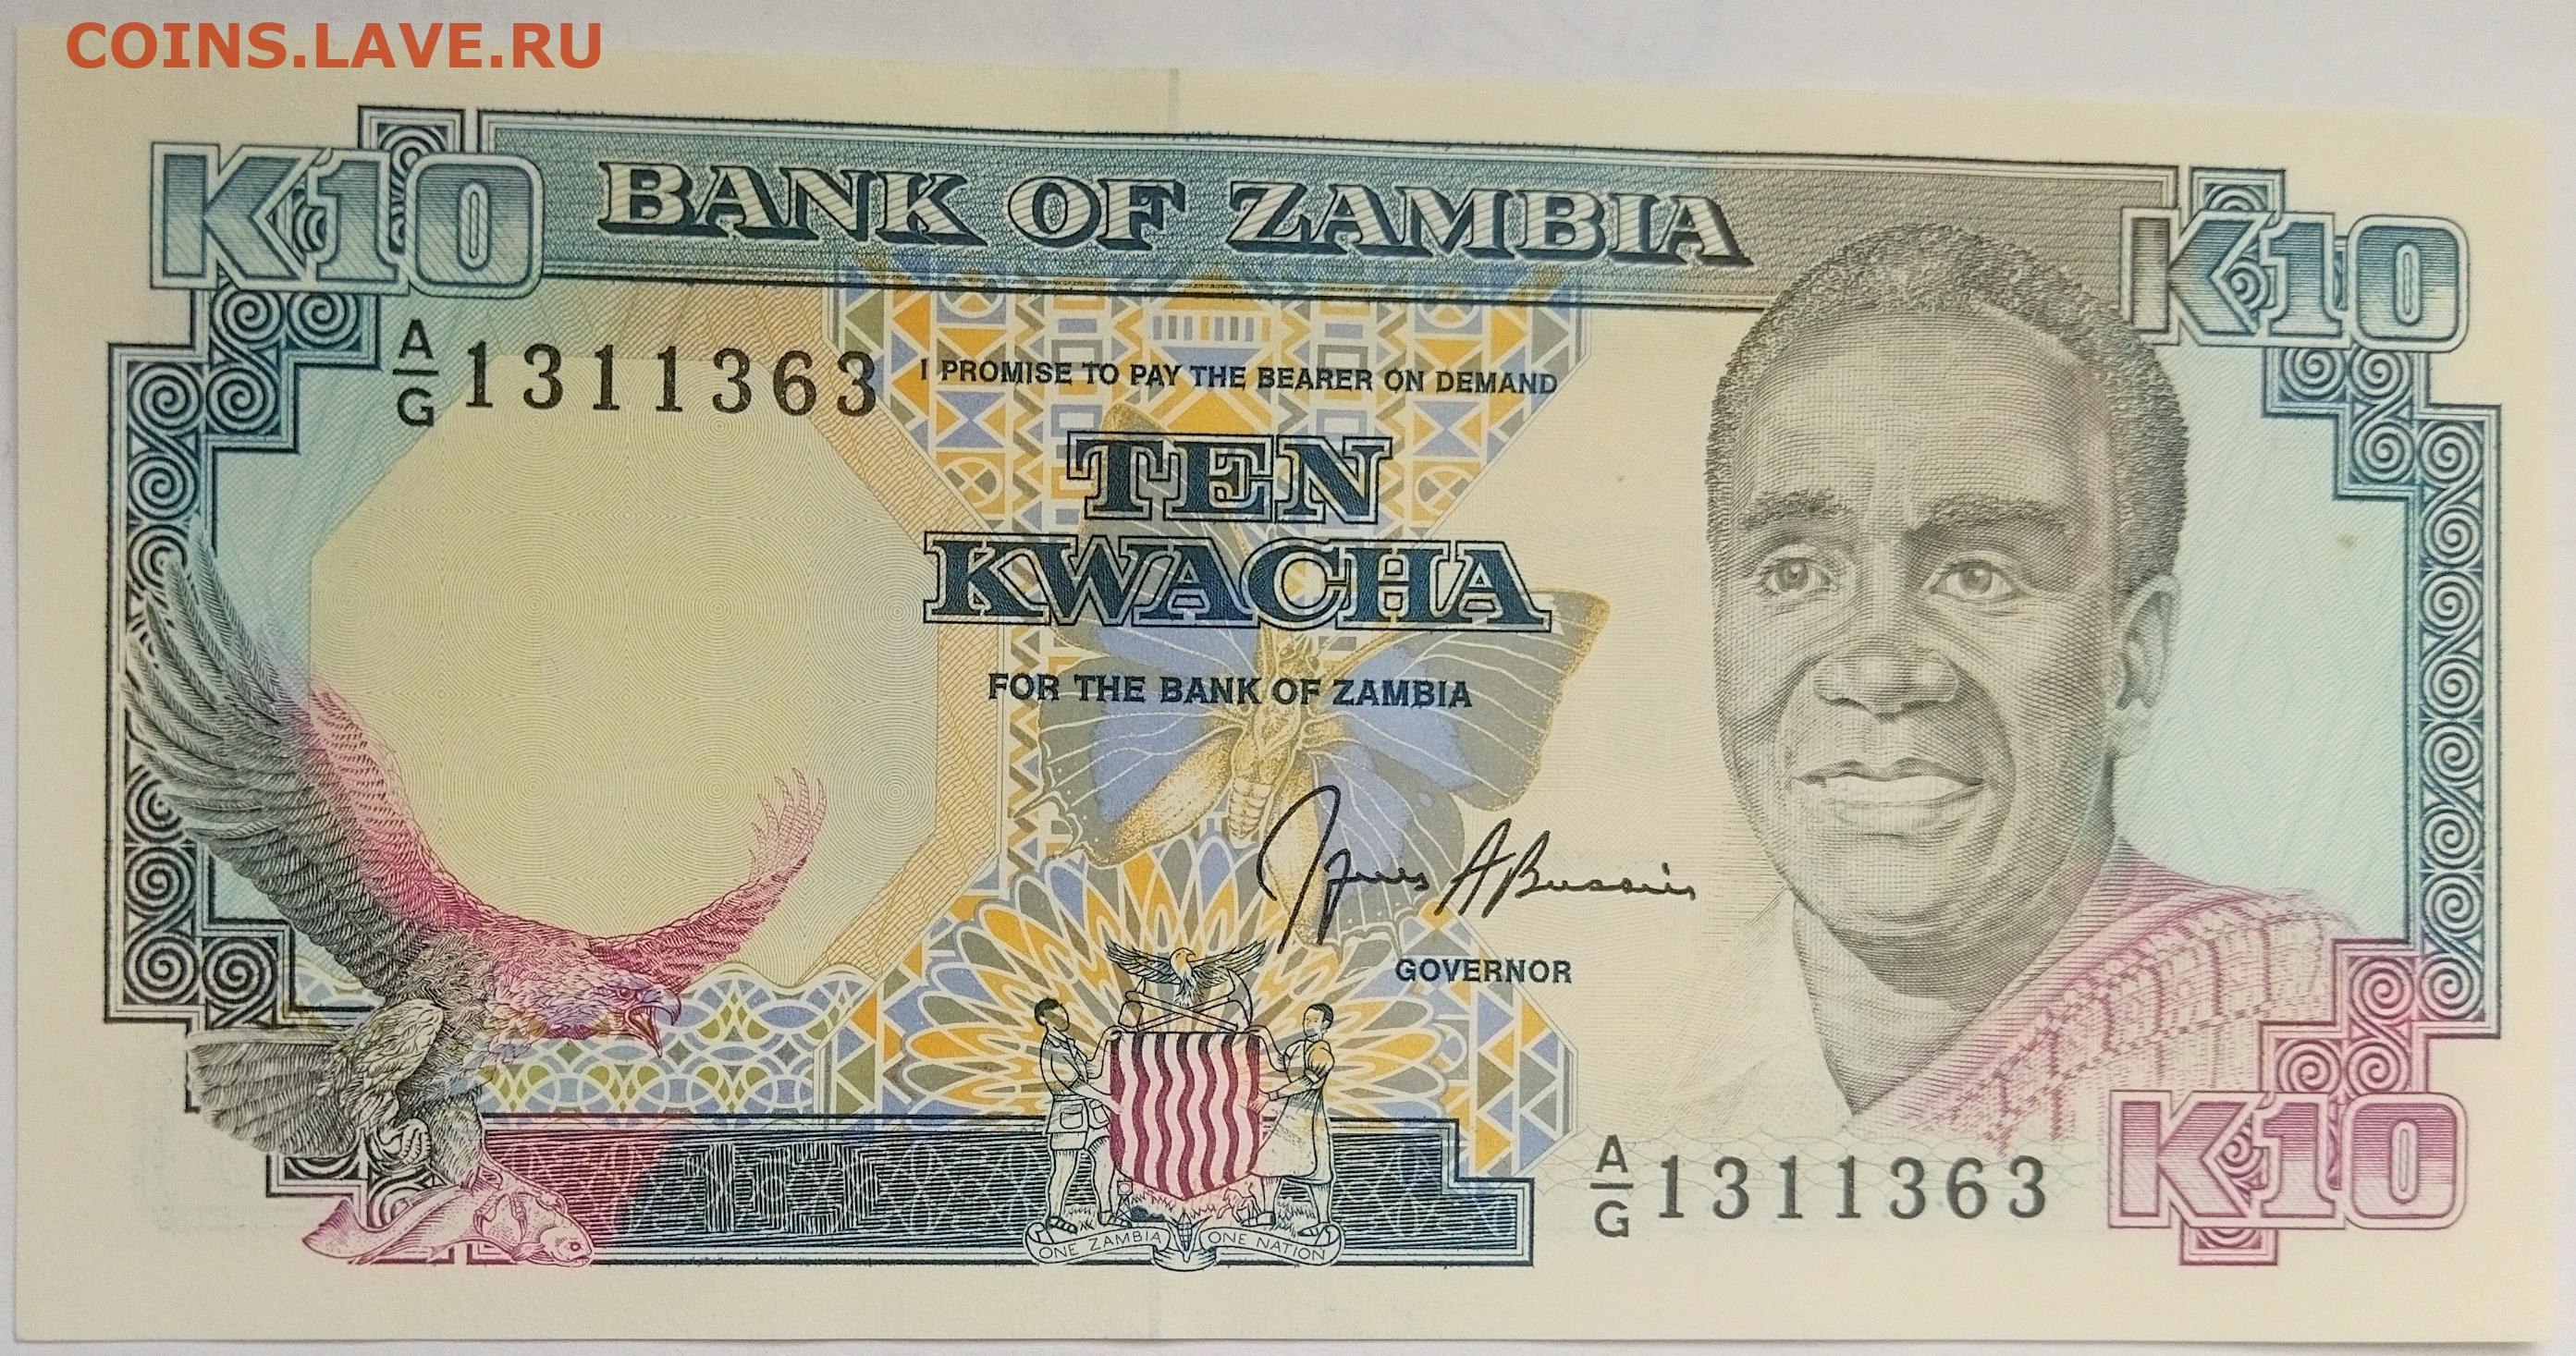 COINS.LAVE.RU
K10 BANK OF ZAMBIA K10
A/G 1311363
I PROMISE TO PAY THE BEARER ON DEMAND
TEN
KWACHA
FOR THE BANK OF ZAMBIA
GOVERNOR
A/G 1311363
K10
10
ONE ZAMBIA ONE NATION